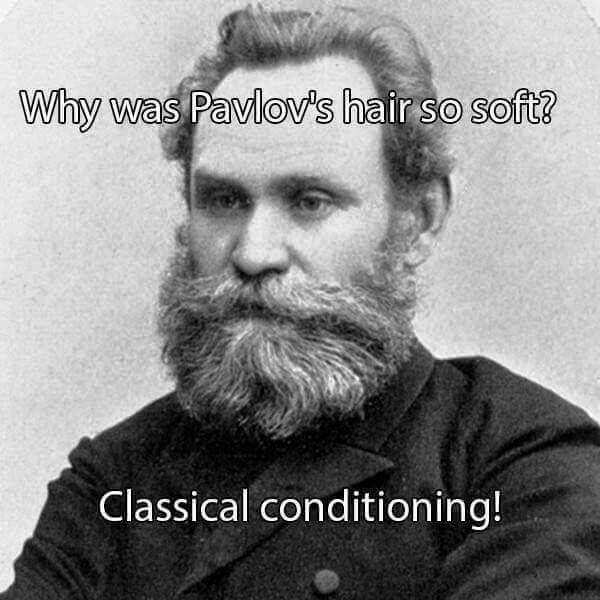 Why was Pavlov's hair so soft?
Classical conditioning!